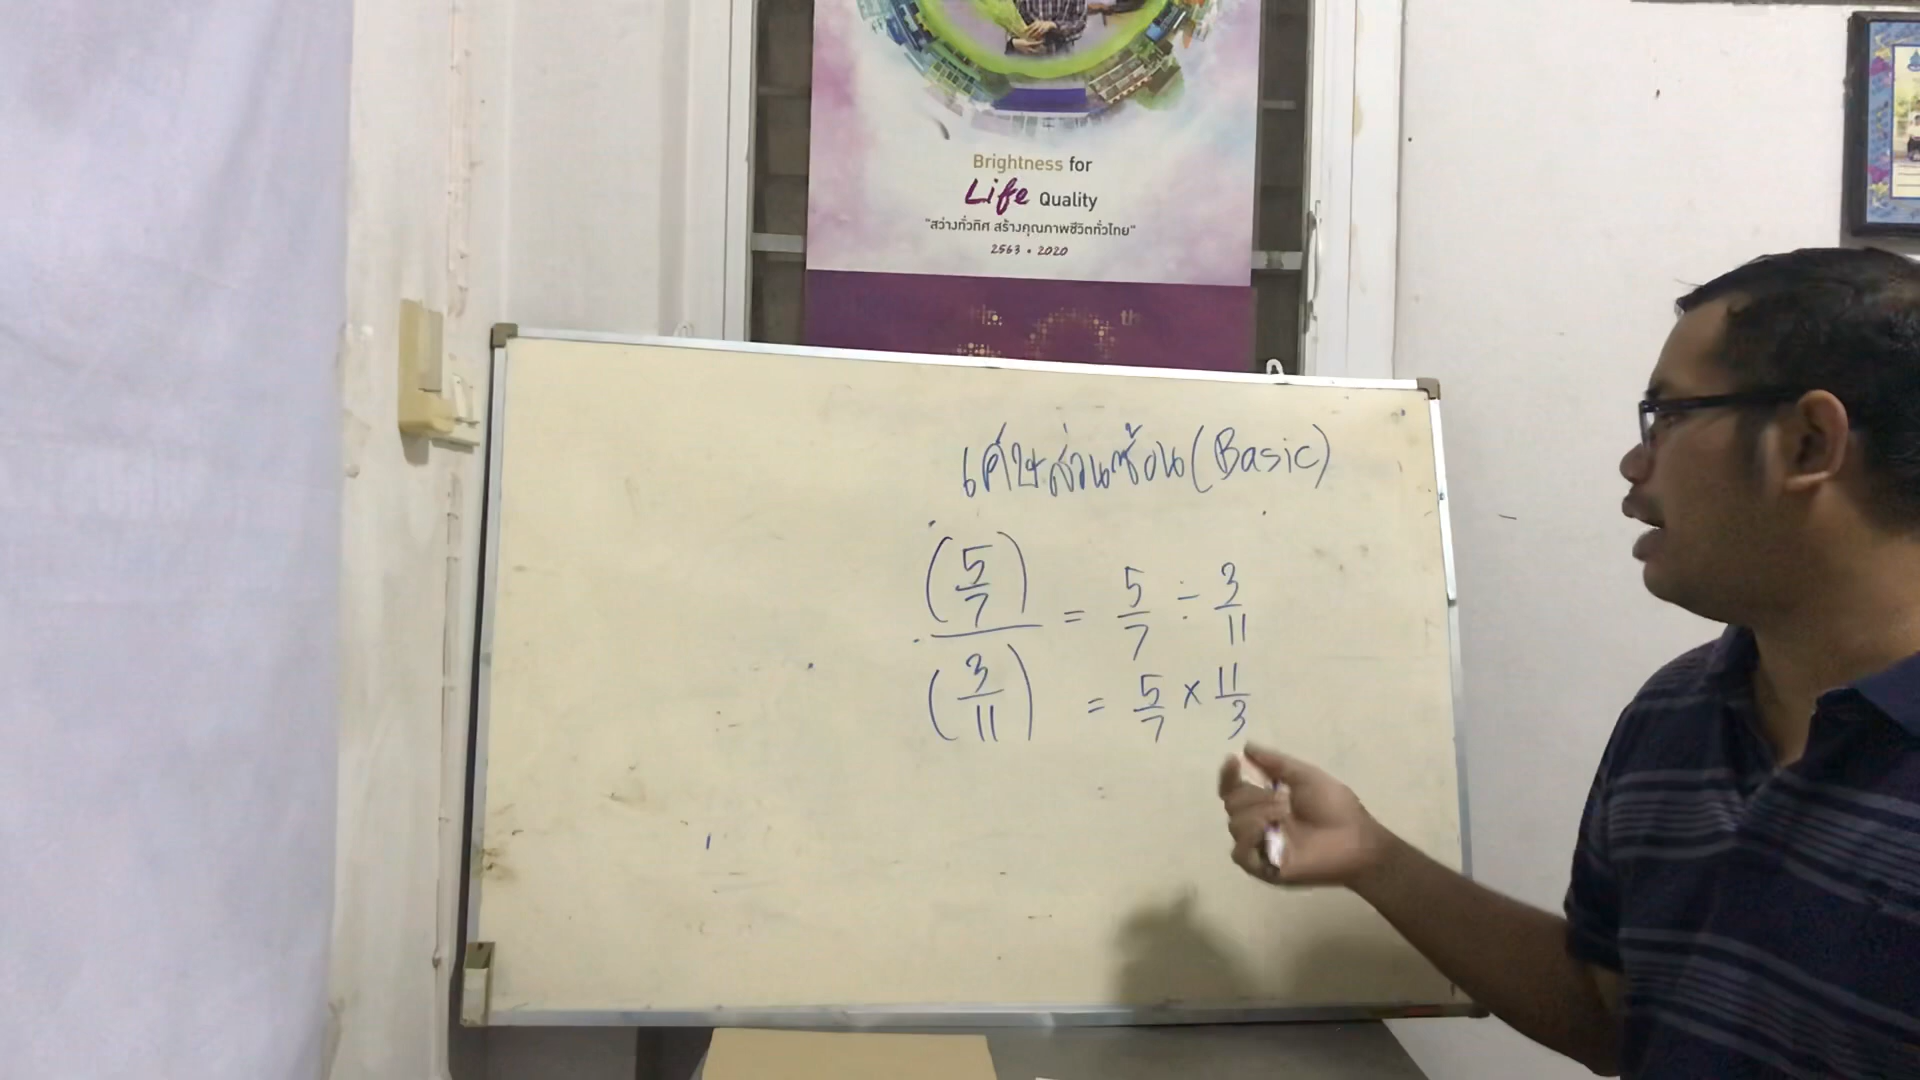 Brightness for
Life Quality
"สว่างทั่วทิศ สร้างคุณภาพชีวิตทั่วไทย"
2563 • 2020
th
เศษส่วนซ้อน (Basic)
(5/7)/(3/11) = 5/7 ÷ 3/11
= 5/7 × 11/3